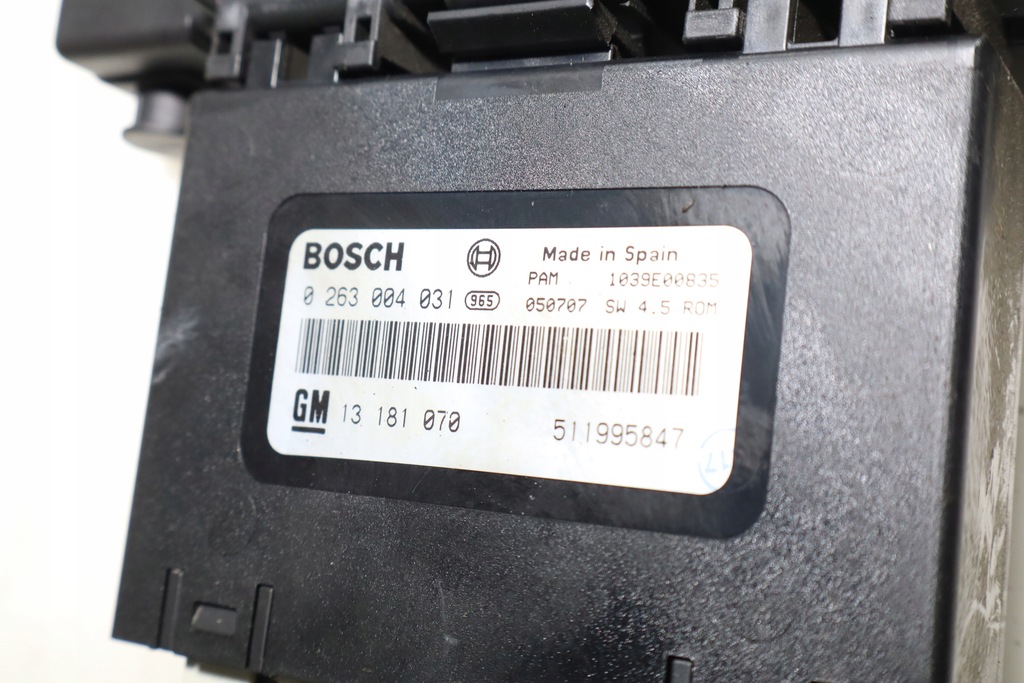 BOSCH
Made in Spain
PAM 1039E00835
0 263 004 031 965
050707 SW 4.5 ROM
GM 13 181 070
511995847
17